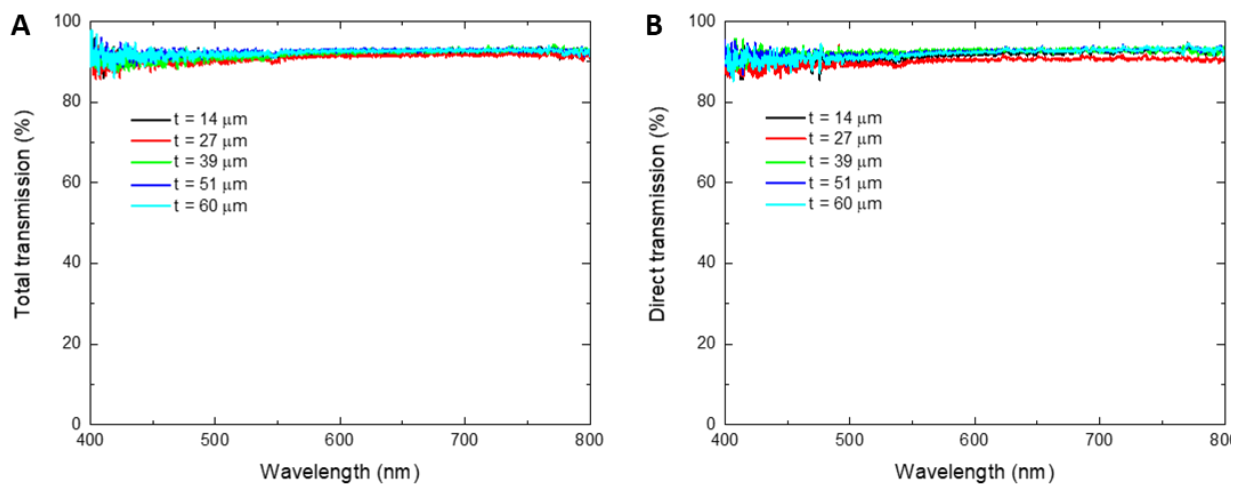 A
100
80
60
40
20
0
400
500
600
700
800
Total transmission (%)
Wavelength (nm)
t = 14 μm
t = 27 μm
t = 39 μm
t = 51 μm
t = 60 μm
B
100
80
60
40
20
0
400
500
600
700
800
Direct transmission (%)
Wavelength (nm)
t = 14 μm
t = 27 μm
t = 39 μm
t = 51 μm
t = 60 μm